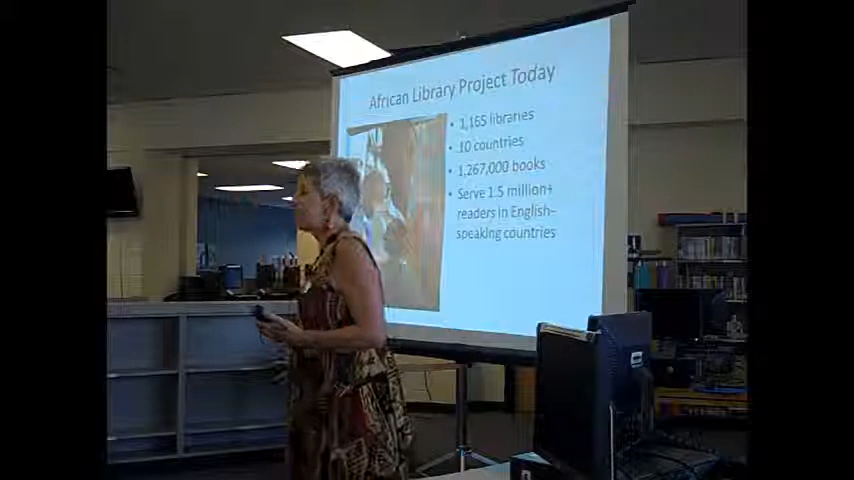 African Library Project Today
• 1,165 libraries
• 10 countries
• 1,267,000 books
• Serve 1.5 million+
readers in English-
speaking countries